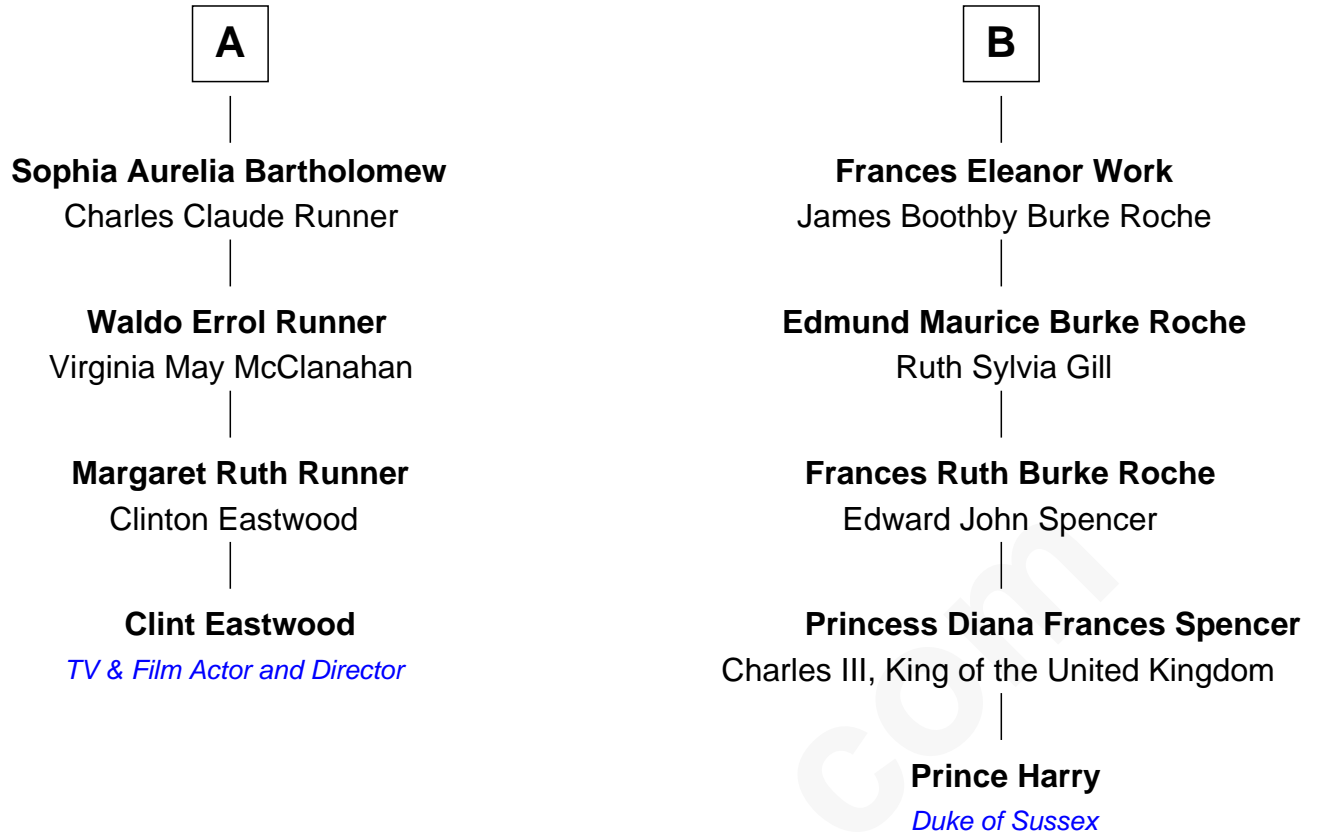 A
Sophia Aurelia Bartholomew
Charles Claude Runner
Waldo Errol Runner
Virginia May McClanahan
Margaret Ruth Runner
Clinton Eastwood
Clint Eastwood
TV & Film Actor and Director
B
Frances Eleanor Work
James Boothby Burke Roche
Edmund Maurice Burke Roche
Ruth Sylvia Gill
Frances Ruth Burke Roche
Edward John Spencer
Princess Diana Frances Spencer
Charles III, King of the United Kingdom
Prince Harry
Duke of Sussex
com